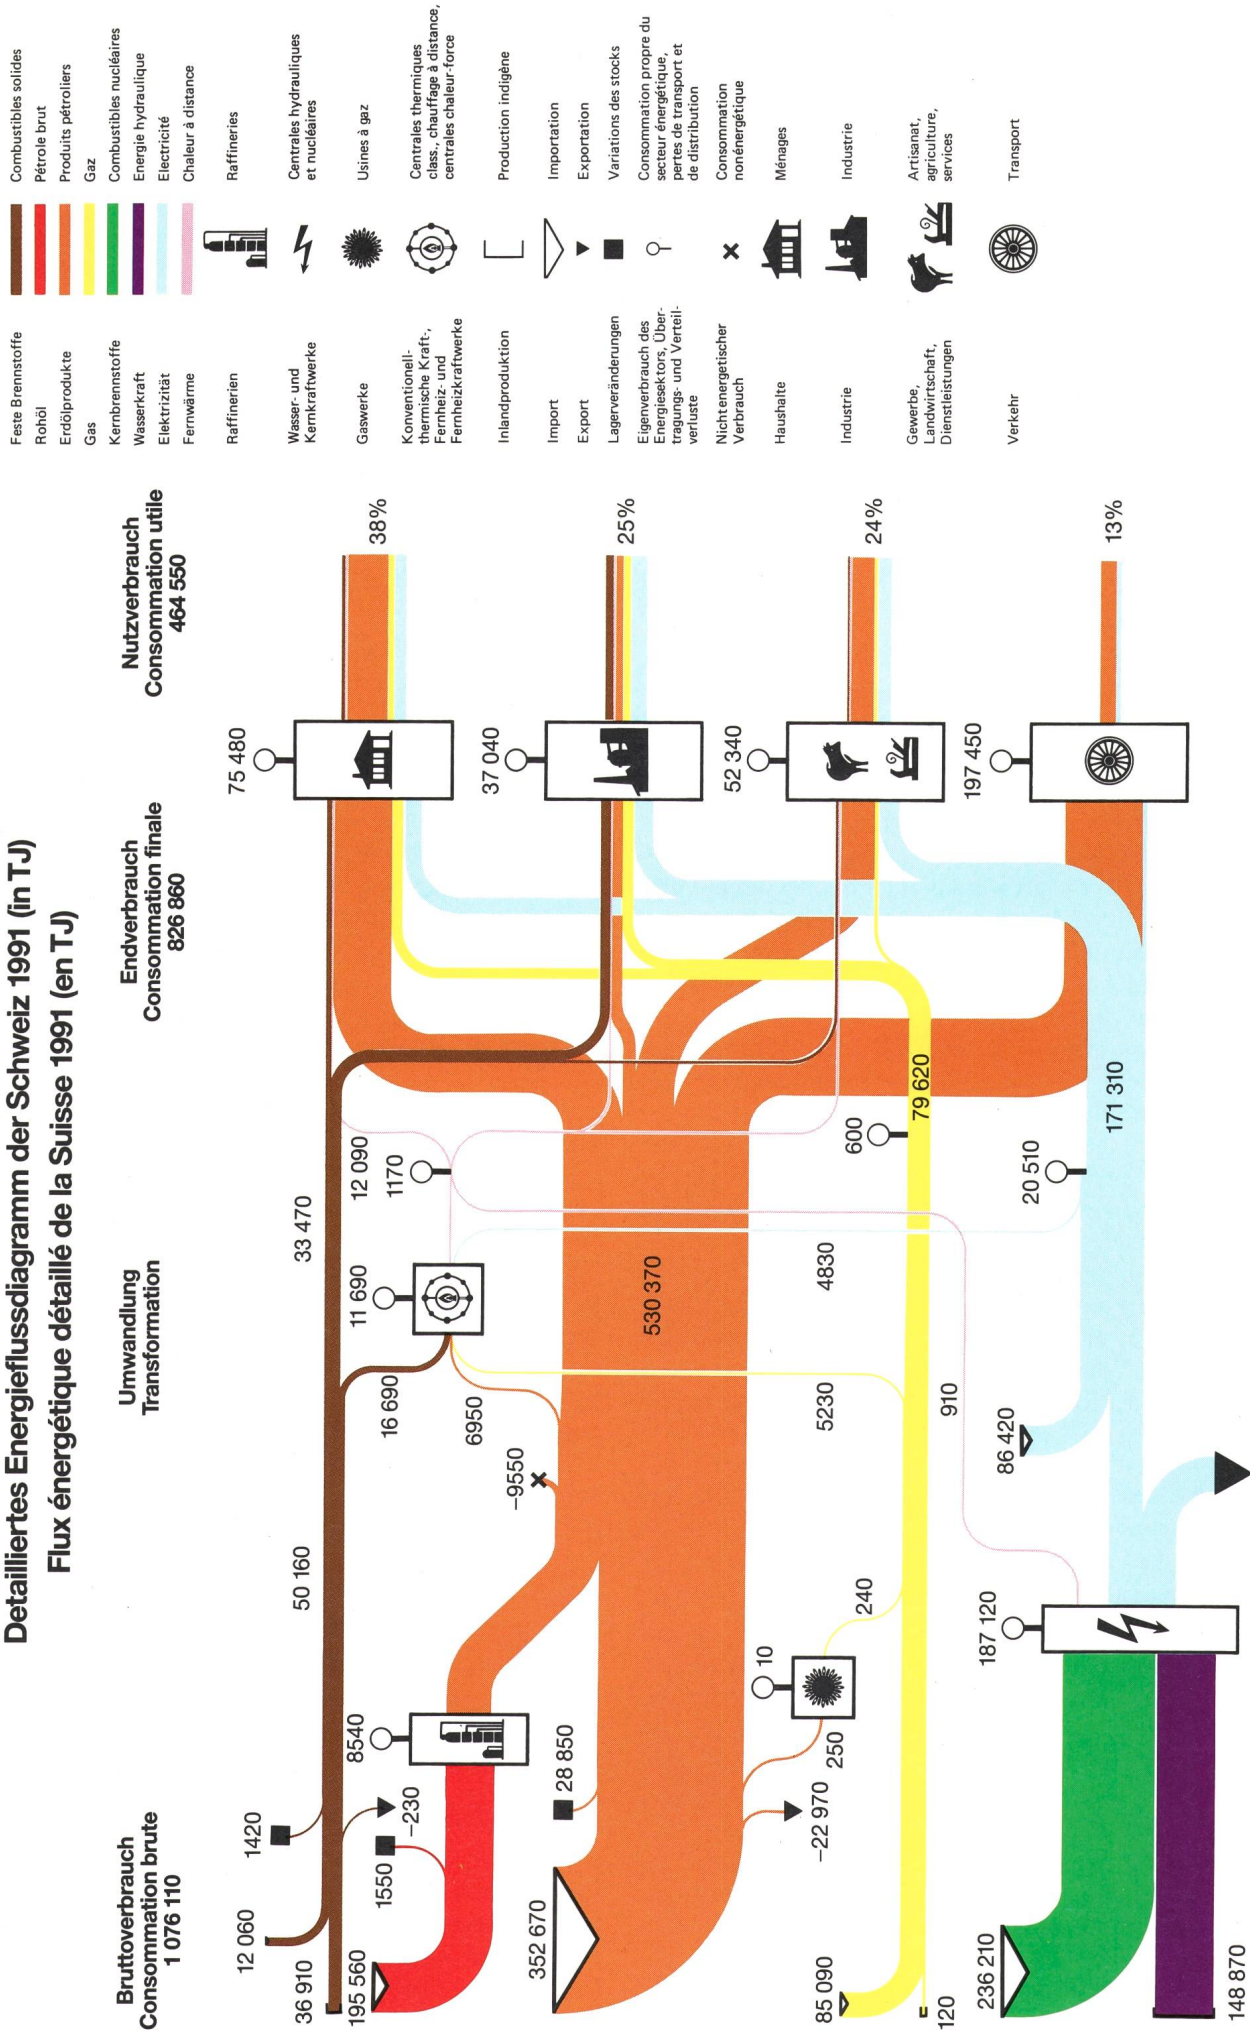 Detailliertes Energieflussdiagramm der Schweiz 1991 (in TJ)
Flux énergétique détaillé de la Suisse 1991 (en TJ)
Bruttoverbrauch
Consommation brute
1 076 110
Umwandlung
Transformation
Endverbrauch
Consommation finale
826 860
Nutzverbrauch
Consommation utile
464 550
12 060
1420
36 910
50 160
33 470
–230
16 690
11 690
12 090
1170
75 480
38%
195 560
1550
8540
6950
–9550
352 670
28 850
530 370
37 040
25%
–22 970
250
10
240
5230
4830
600
52 340
24%
85 090
120
79 620
910
236 210
187 120
86 420
20 510
171 310
197 450
13%
148 870
Feste Brennstoffe
Combustibles solides
Rohöl
Pétrole brut
Erdölprodukte
Produits pétroliers
Gas
Gaz
Kernbrennstoffe
Combustibles nucléaires
Wasserkraft
Energie hydraulique
Elektrizität
Electricité
Fernwärme
Chaleur à distance
Raffinerien
Raffineries
Wasser- und
Kernkraftwerke
Centrales hydrauliques
et nucléaires
Gaswerke
Usines à gaz
Konventionell-
thermische Kraft-,
Fernheiz- und
Fernheizkraftwerke
Centrales thermiques
class., chauffage à distance,
centrales chaleur-force
Inlandproduktion
Production indigène
Import
Importation
Export
Exportation
Lagerveränderungen
Variations des stocks
Eigenverbrauch des
Energiesektors, Über-
tragungs- und Verteil-
verluste
Consommation propre du
secteur énergétique,
pertes de transport et
de distribution
Nichtenergetischer
Verbrauch
Consommation
nonénergétique
Haushalte
Ménages
Industrie
Industrie
Gewerbe,
Landwirtschaft,
Dienstleistungen
Artisanat,
agriculture,
services
Verkehr
Transport